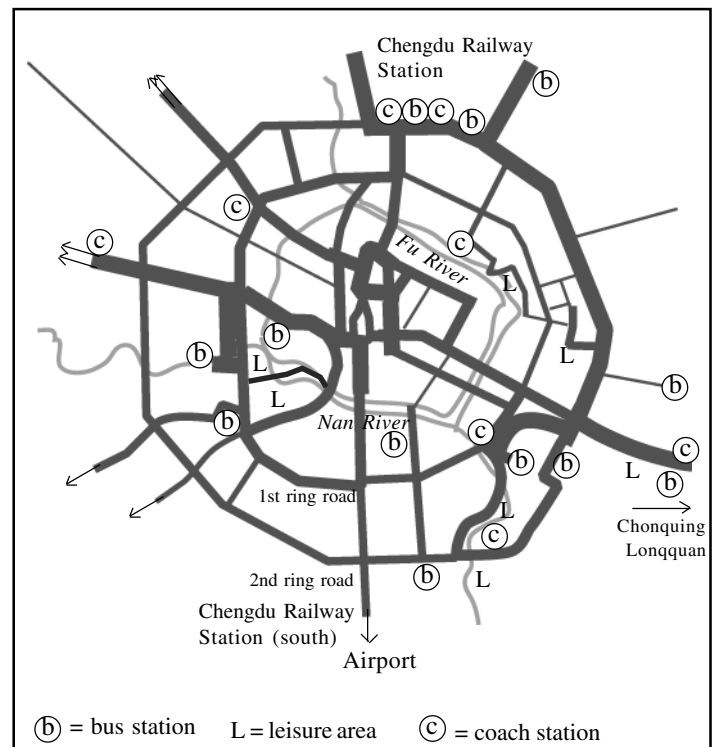 Chengdu Railway
Station
b
c b c b
c
Fu River
c
c
L
b
L
b
L
L
b
Nan River
b
b
c
b
b
c
L
b
1st ring road
L
c
Chonquing
Lonqquan
2nd ring road
b
L
Chengdu Railway
Station (south)
Airport
b = bus station L = leisure area c = coach station